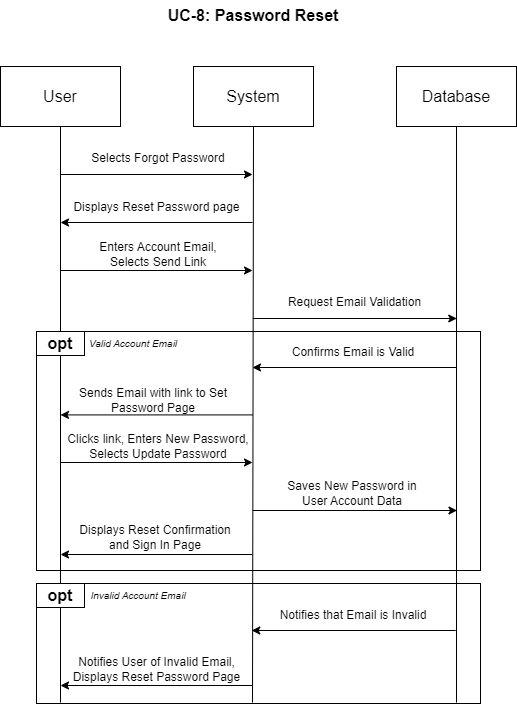 UC-8: Password Reset
User
System
Database
Selects Forgot Password
Displays Reset Password page
Enters Account Email,
Selects Send Link
Request Email Validation
opt
Valid Account Email
Confirms Email is Valid
Sends Email with link to Set
Password Page
Clicks link, Enters New Password,
Selects Update Password
Saves New Password in
User Account Data
Displays Reset Confirmation
and Sign In Page
opt
Invalid Account Email
Notifies that Email is Invalid
Notifies User of Invalid Email,
Displays Reset Password Page